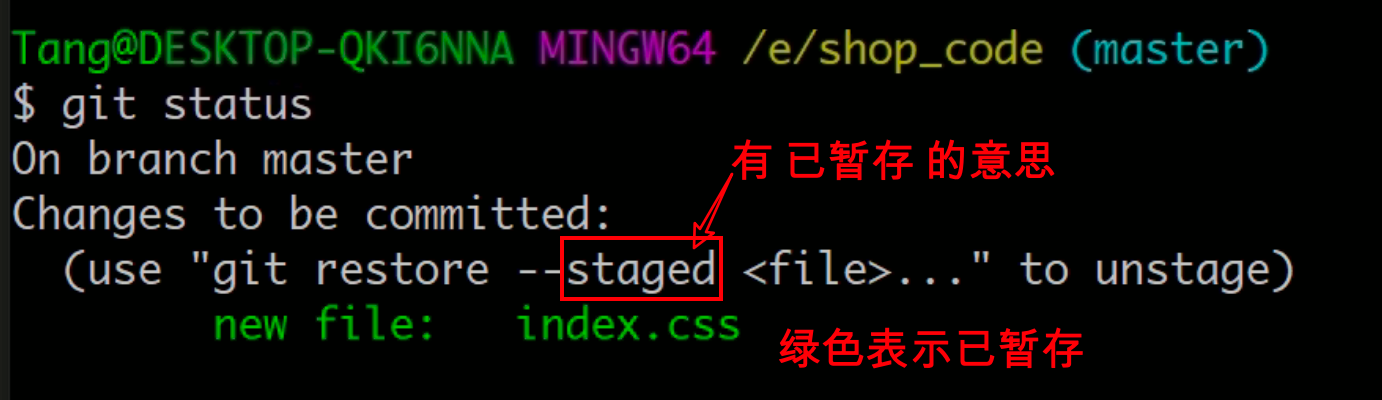 Tang@DESKTOP-QKI6NNA MINGW64 /e/shop_code (master)
$ git status
On branch master
有 已暂存 的意思
Changes to be committed:
(use "git restore --staged <file>..." to unstage)
new file: index.css
绿色表示已暂存